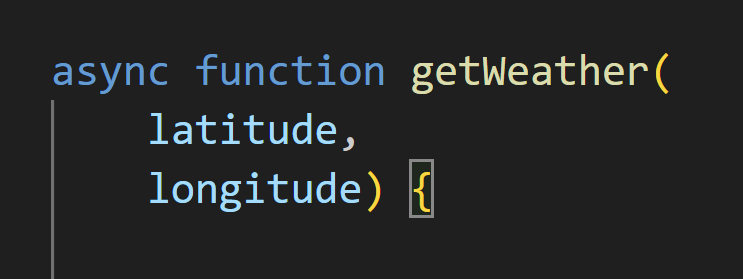 async function getWeather(
latitude,
longitude) {